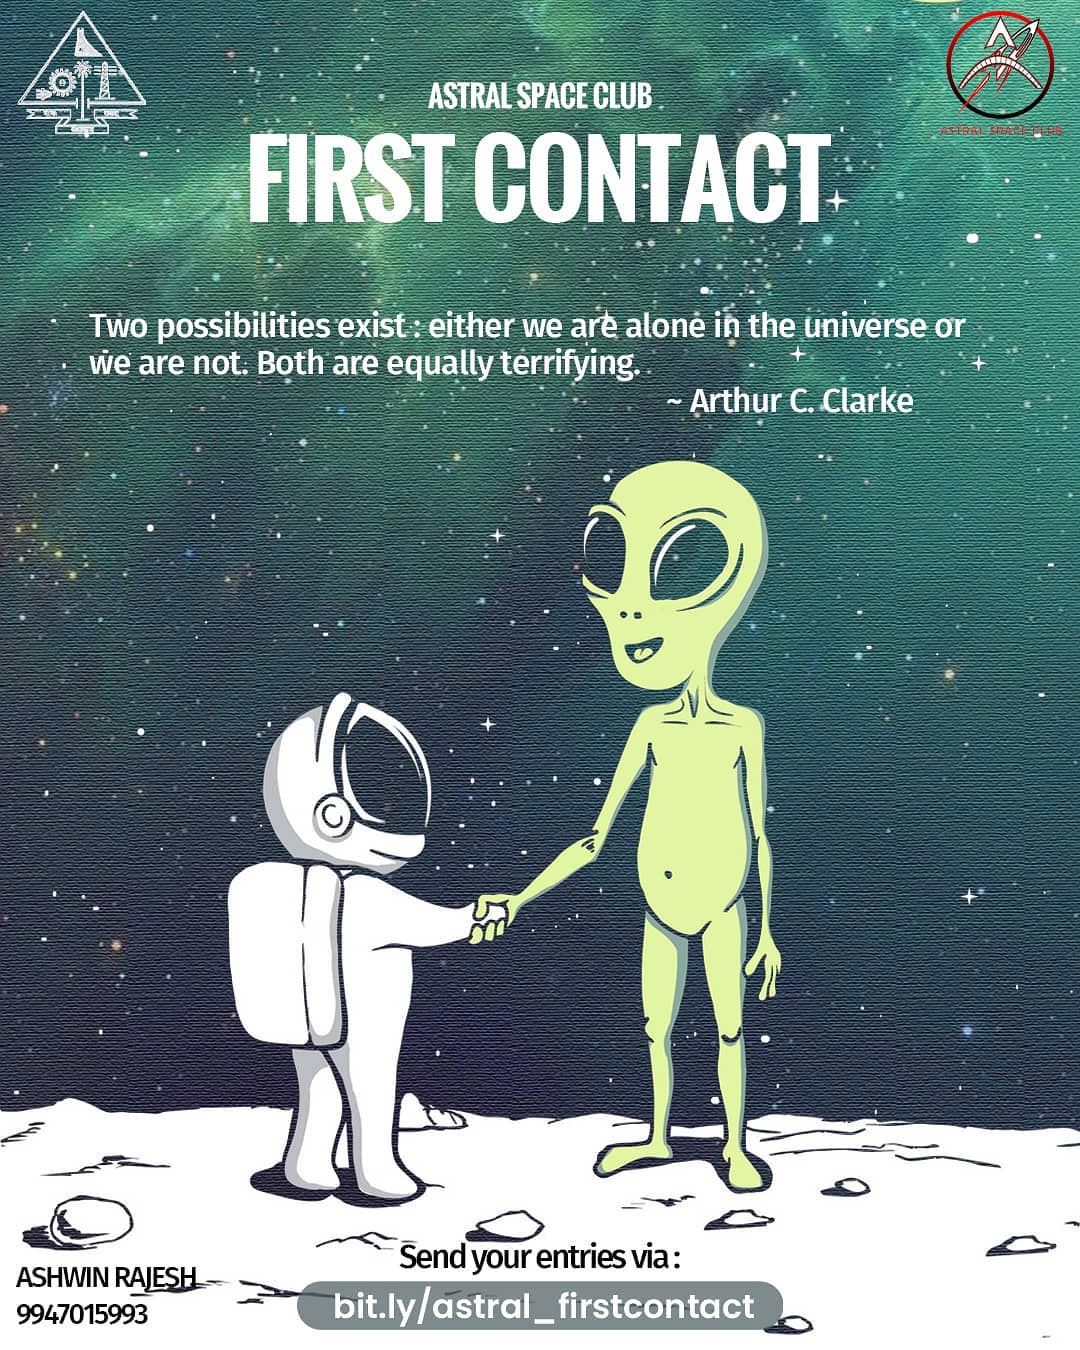 ASTRAL SPACE CLUB
ASTRAL SPACE CLUB
FIRST CONTACT
Two possibilities exist : either we are alone in the universe or
we are not. Both are equally terrifying.
~ Arthur C. Clarke
Send your entries via :
bit.ly/astral_firstcontact
ASHWIN RAJESH
9947015993